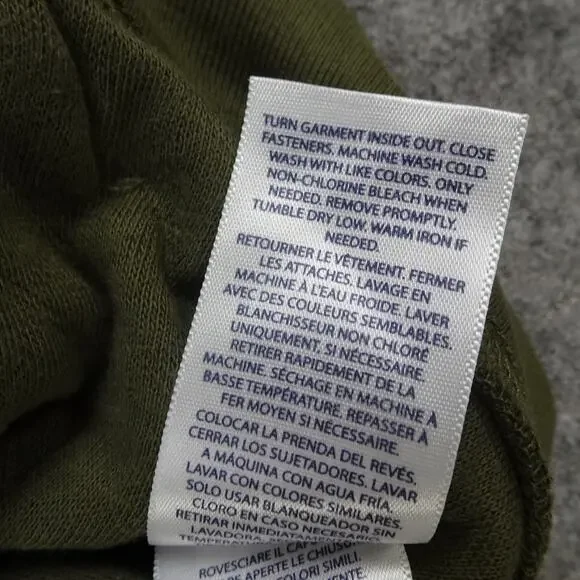 TURN GARMENT INSIDE OUT. CLOSE
FASTENERS. MACHINE WASH COLD.
WASH WITH LIKE COLORS. ONLY
NON-CHLORINE BLEACH WHEN
NEEDED. REMOVE PROMPTLY.
TUMBLE DRY LOW. WARM IRON IF
NEEDED.
RETOURNER LE VÊTEMENT. FERMER
LES ATTACHES. LAVAGE EN
MACHINE À L'EAU FROIDE. LAVER
AVEC DES COULEURS SEMBLABLES.
BLANCHISSEUR NON CHLORÉ
UNIQUEMENT, SI NÉCESSAIRE.
RETIRER RAPIDEMENT DE LA
MACHINE. SÉCHAGE EN MACHINE À
BASSE TEMPÉRATURE. REPASSER À
FER MOYEN SI NÉCESSAIRE.
COLOCAR LA PRENDA DEL REVÉS.
CERRAR LOS SUJETADORES. LAVAR
A MÁQUINA CON AGUA FRÍA.
LAVAR CON COLORES SIMILARES.
SOLO USAR BLANQUEADOR SIN
CLORO EN CASO NECESARIO.
RETIRAR INMEDIATAMENTE
LAVADORA.
ROVESCIARE IL
APERTE LE
COLORI SIMILI.